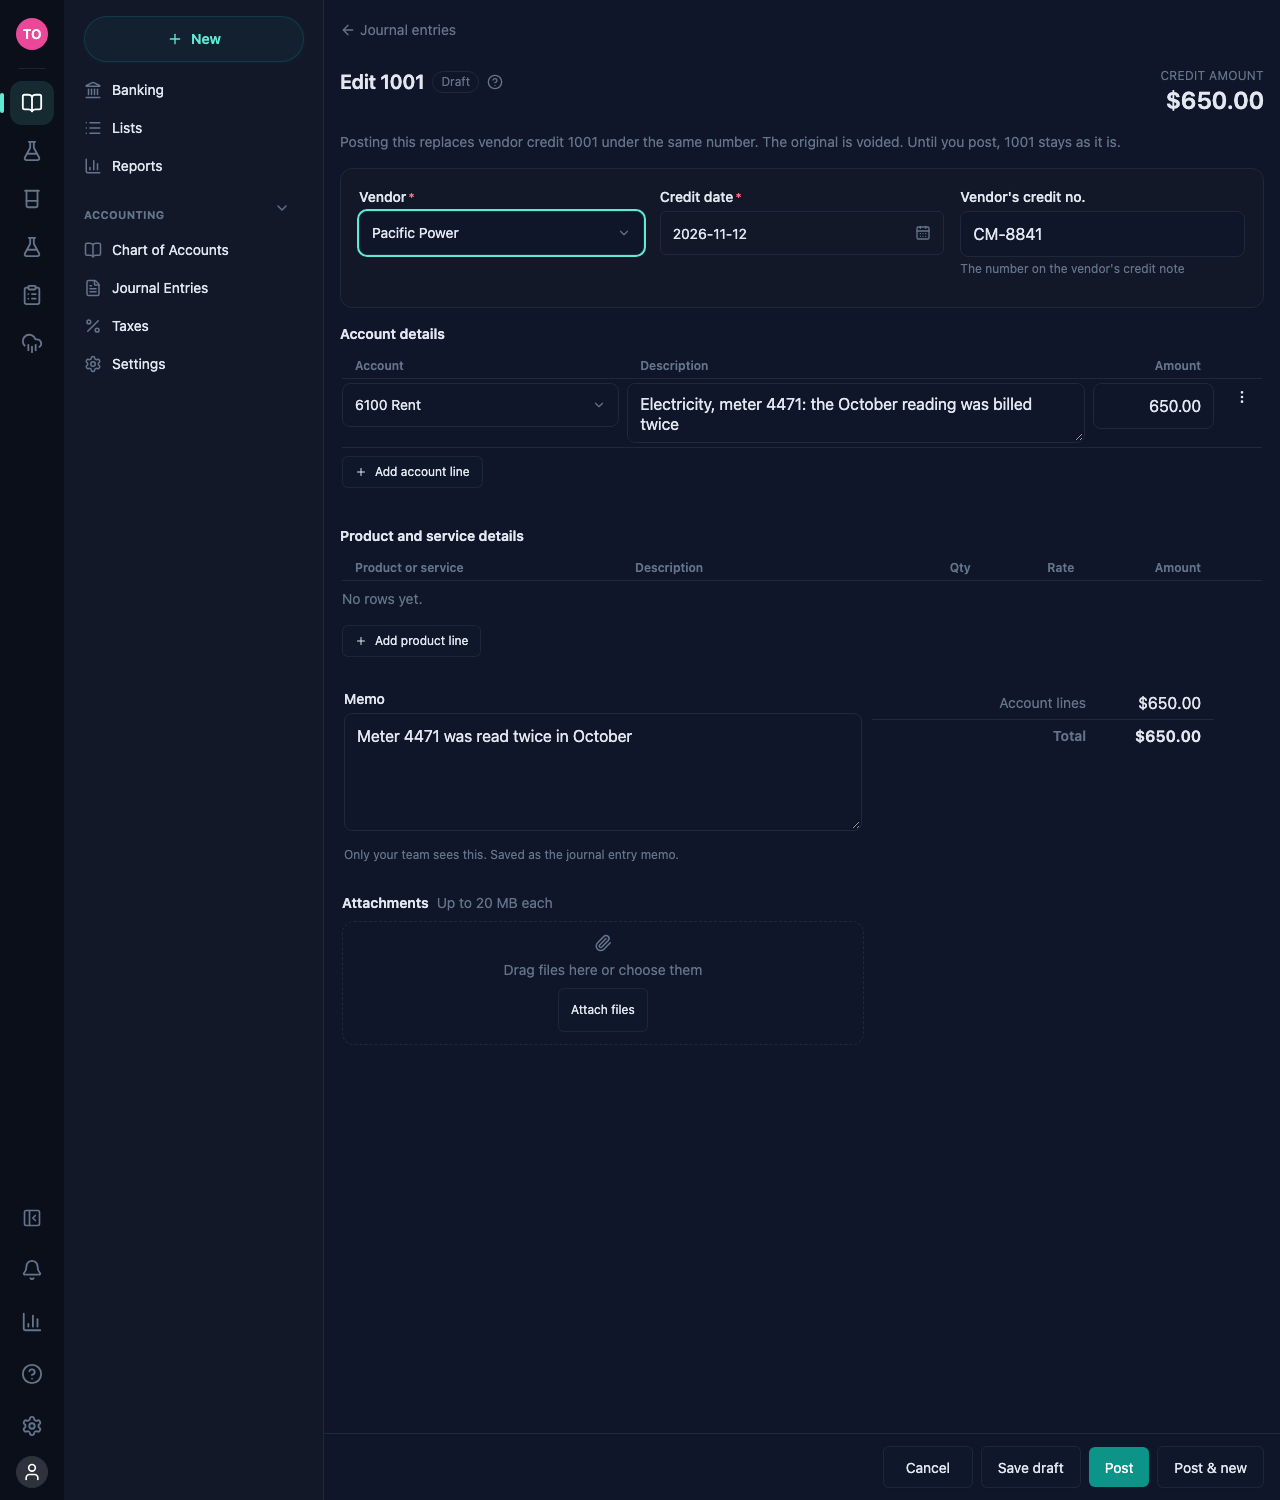 TO
New
Banking
Lists
Reports
ACCOUNTING
Chart of Accounts
Journal Entries
Taxes
Settings
Journal entries
Edit 1001
Draft
CREDIT AMOUNT
$650.00
Posting this replaces vendor credit 1001 under the same number. The original is voided. Until you post, 1001 stays as it is.
Vendor*
Credit date*
Vendor's credit no.
Pacific Power
2026-11-12
CM-8841
The number on the vendor's credit note
Account details
Account
Description
Amount
6100 Rent
Electricity, meter 4471: the October reading was billed
twice
650.00
Add account line
Product and service details
Product or service
Description
Qty
Rate
Amount
No rows yet.
Add product line
Memo
Meter 4471 was read twice in October
Account lines
$650.00
Total
$650.00
Only your team sees this. Saved as the journal entry memo.
Attachments Up to 20 MB each
Drag files here or choose them
Attach files
Cancel
Save draft
Post
Post & new